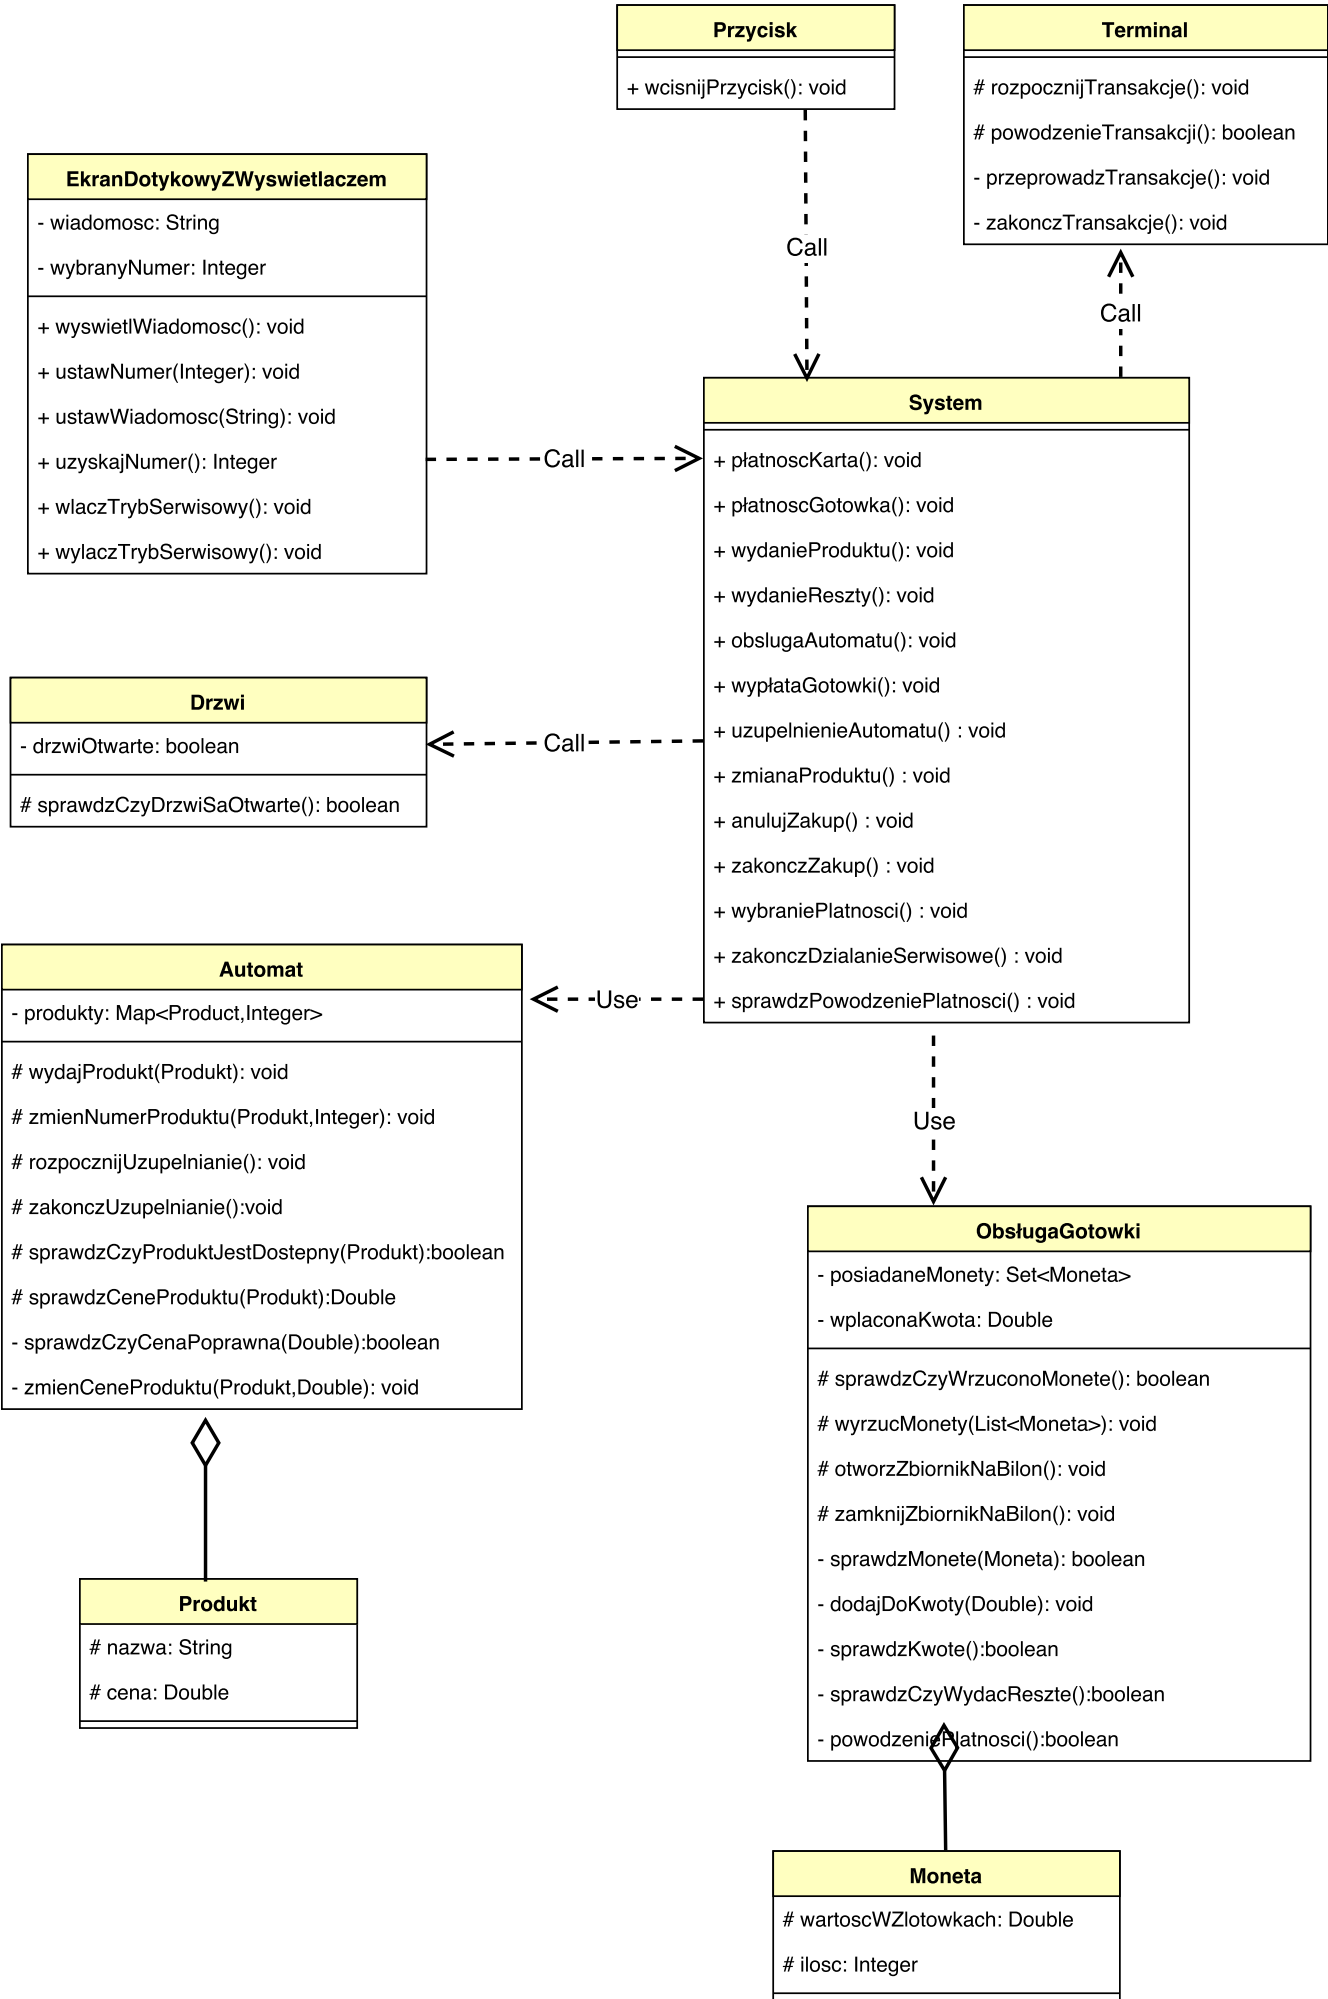 Przycisk
+ wcisnijPrzycisk(): void
Terminal
# rozpocznijTransakcje(): void
# powodzenieTransakcji(): boolean
- przeprowadzTransakcje(): void
- zakonczTransakcje(): void
EkranDotykowyZWyswietlaczem
- wiadomosc: String
- wybranyNumer: Integer
+ wyswietlWiadomosc(): void
+ ustawNumer(Integer): void
+ ustawWiadomosc(String): void
+ uzyskajNumer(): Integer
+ wlaczTrybSerwisowy(): void
+ wylaczTrybSerwisowy(): void
Call
Call
Call
System
+ płatnoscKarta(): void
+ płatnoscGotowka(): void
+ wydanieProduktu(): void
+ wydanieReszty(): void
+ obslugaAutomatu(): void
+ wypłataGotowki(): void
+ uzupelnienieAutomatu() : void
+ zmianaProduktu() : void
+ anulujZakup() : void
+ zakonczZakup() : void
+ wybraniePlatnosci() : void
+ zakonczDzialanieSerwisowe() : void
+ sprawdzPowodzeniePlatnosci() : void
Drzwi
- drzwiOtwarte: boolean
# sprawdzCzyDrzwiSaOtwarte(): boolean
Call
Automat
- produkty: Map<Product,Integer>
# wydajProdukt(Produkt): void
# zmienNumerProduktu(Produkt,Integer): void
# rozpocznijUzupelnianie(): void
# zakonczUzupelnianie():void
# sprawdzCzyProduktJestDostepny(Produkt):boolean
# sprawdzCeneProduktu(Produkt):Double
- sprawdzCzyCenaPoprawna(Double):boolean
- zmienCeneProduktu(Produkt,Double): void
Use
Use
ObsługaGotowki
- posiadaneMonety: Set<Moneta>
- wplaconaKwota: Double
# sprawdzCzyWrzuconoMonete(): boolean
# wyrzucMonety(List<Moneta>): void
# otworzZbiornikNaBilon(): void
# zamknijZbiornikNaBilon(): void
- sprawdzMonete(Moneta): boolean
- dodajDoKwoty(Double): void
- sprawdzKwote():boolean
- sprawdzCzyWydacReszte():boolean
- powodzeniePlatnosci():boolean
Produkt
# nazwa: String
# cena: Double
Moneta
# wartoscWZlotowkach: Double
# ilosc: Integer